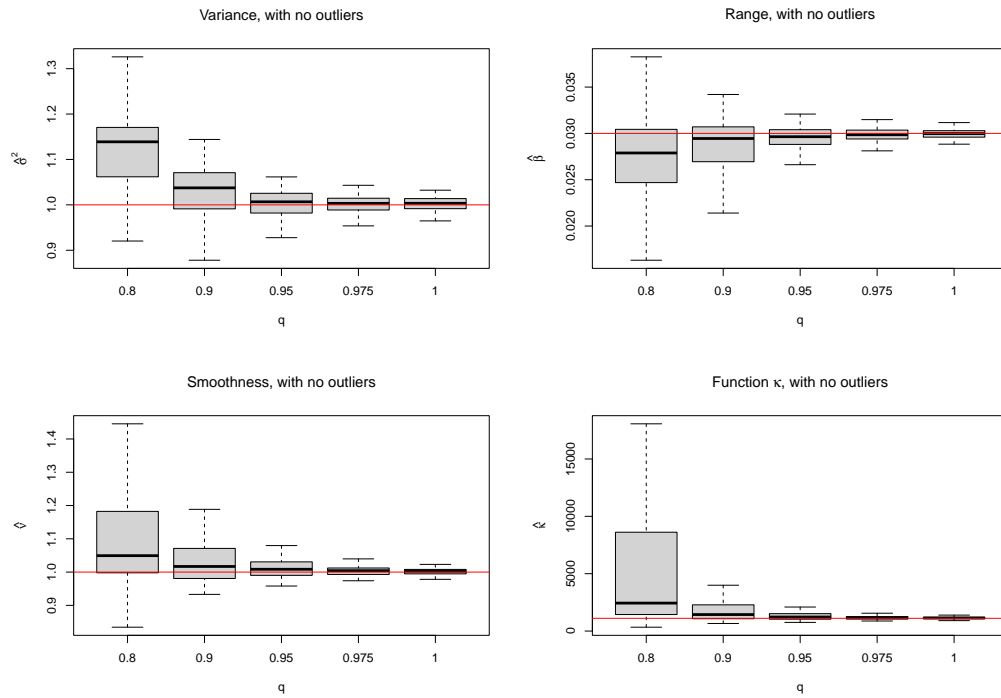 Variance, with no outliers
σ̂²
1.3
1.2
1.1
1.0
0.9
0.8 0.9 0.95 0.975 1
q
Range, with no outliers
β̂
0.035
0.030
0.025
0.020
0.8 0.9 0.95 0.975 1
q
Smoothness, with no outliers
ν̂
1.4
1.3
1.2
1.1
1.0
0.9
0.8 0.9 0.95 0.975 1
q
Function κ, with no outliers
κ̂
15000
10000
5000
0
0.8 0.9 0.95 0.975 1
q